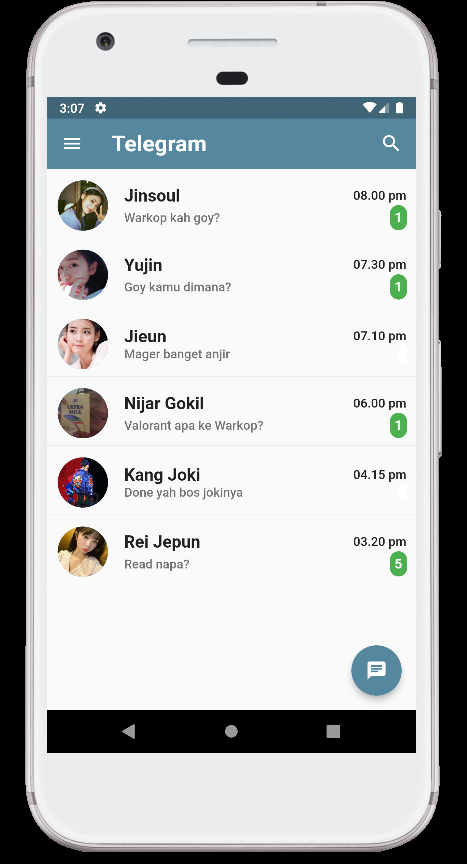 3:07
Telegram
Jinsoul 08.00 pm
Warkop kah goy? 1
Yujin 07.30 pm
Goy kamu dimana? 1
Jieun 07.10 pm
Mager banget anjir
Nijar Gokil 06.00 pm
Valorant apa ke Warkop? 1
Kang Joki 04.15 pm
Done yah bos jokinya
Rei Jepun 03.20 pm
Read napa? 5
ULTRA
MILK